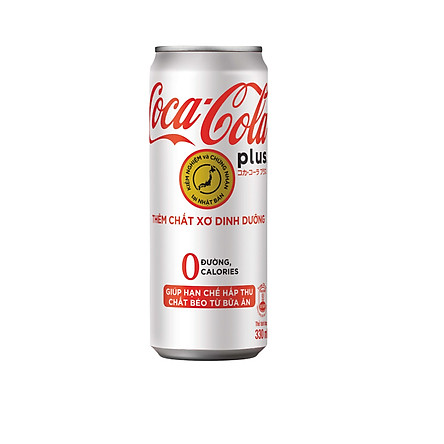 Coca-Cola
plus
コカ・コーラ プラス
KIỂM NGHIỆM và CHỨNG NHẬN
tại NHẬT BẢN
THÊM CHẤT XƠ DINH DƯỠNG
0 ĐƯỜNG,
CALORIES
GIÚP HẠN CHẾ HẤP THU
CHẤT BÉO TỪ BỮA ĂN
330 m